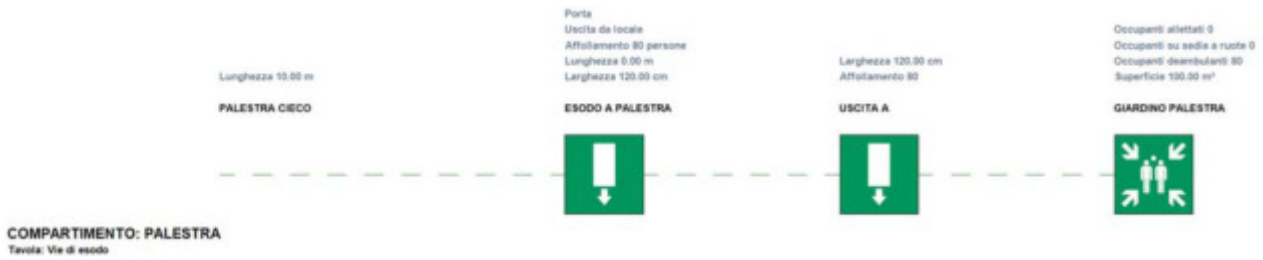 Lunghezza 10.00 m
PALESTRA CIECO
Porta
Uscita da locale
Affollamento 80 persone
Lunghezza 0.00 m
Larghezza 120.00 cm
ESODO A PALESTRA
Larghezza 120.00 cm
Affollamento 80
USCITA A
Occupanti allettati 0
Occupanti su sedia a ruote 0
Occupanti deambulanti 80
Superficie 100.00 m²
GIARDINO PALESTRA
COMPARTIMENTO: PALESTRA
Tavola: Vie di esodo